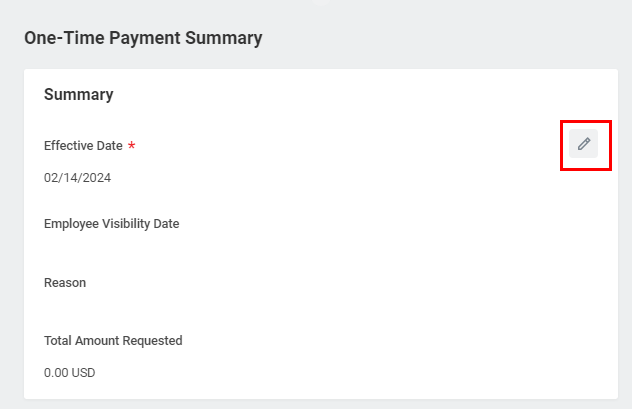 One-Time Payment Summary
Summary
Effective Date *
02/14/2024
Employee Visibility Date
Reason
Total Amount Requested
0.00 USD